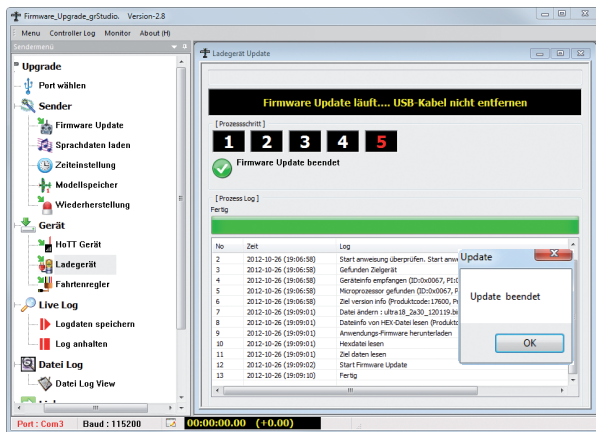 Firmware_Upgrade_grStudio. Version-2.8
Menu Controller Log Monitor About (H)
Sendermenü
Upgrade
Port wählen
Sender
Firmware Update
Sprachdaten laden
Zeiteinstellung
Modellspeicher
Wiederherstellung
Gerät
HoTT Gerät
Ladegerät
Fahrtenregler
Live Log
Logdaten speichern
Log anhalten
Datei Log
Datei Log View
Ladegerät Update
Firmware Update läuft.... USB-Kabel nicht entfernen
[ Prozessschritt ]
1 2 3 4 5
Firmware Update beendet
[ Prozess Log ]
Fertig
No Zeit Log
2 2012-10-26 (19:06:58) Start anweisung überprüfen. Start anw
3 2012-10-26 (19:06:58) Gefunden Zielgerät
4 2012-10-26 (19:06:58) Geräteinfo empfangen (ID:0x0067, PI:0
5 2012-10-26 (19:06:58) Microprozessor gefunden (ID:0x0067, P
6 2012-10-26 (19:06:58) Ziel version info (Produktcode:17600, Pr
7 2012-10-26 (19:09:01) Datei ändern : ultra18_2a30_120119.bi
8 2012-10-26 (19:09:01) Dateinfo von HEX-Datei lesen (Produktc
9 2012-10-26 (19:09:01) Anwendungs-Firmware herunterladen
10 2012-10-26 (19:09:01) Hexdatei lesen
11 2012-10-26 (19:09:01) Ziel daten lesen
12 2012-10-26 (19:09:02) Start Firmware Update
13 2012-10-26 (19:09:10) Fertig
Update
Update beendet
OK
Port : Com3 Baud : 115200 00:00:00.00 (+0.00)